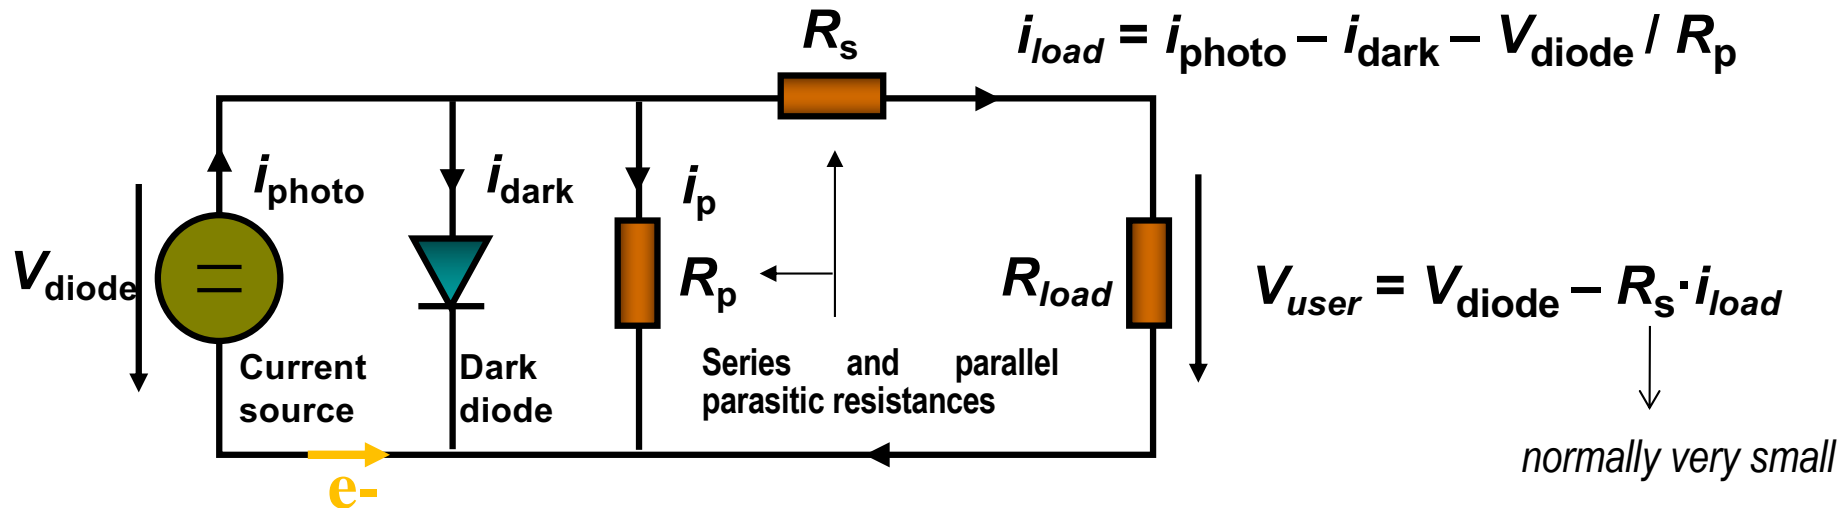 Rs
iload = iphoto – idark – Vdiode / Rp
iphoto
idark
ip
Vdiode
Rp
Rload
Vuser = Vdiode – Rs·iload
Current
source
Dark
diode
Series and parallel
parasitic resistances
e-
normally very small